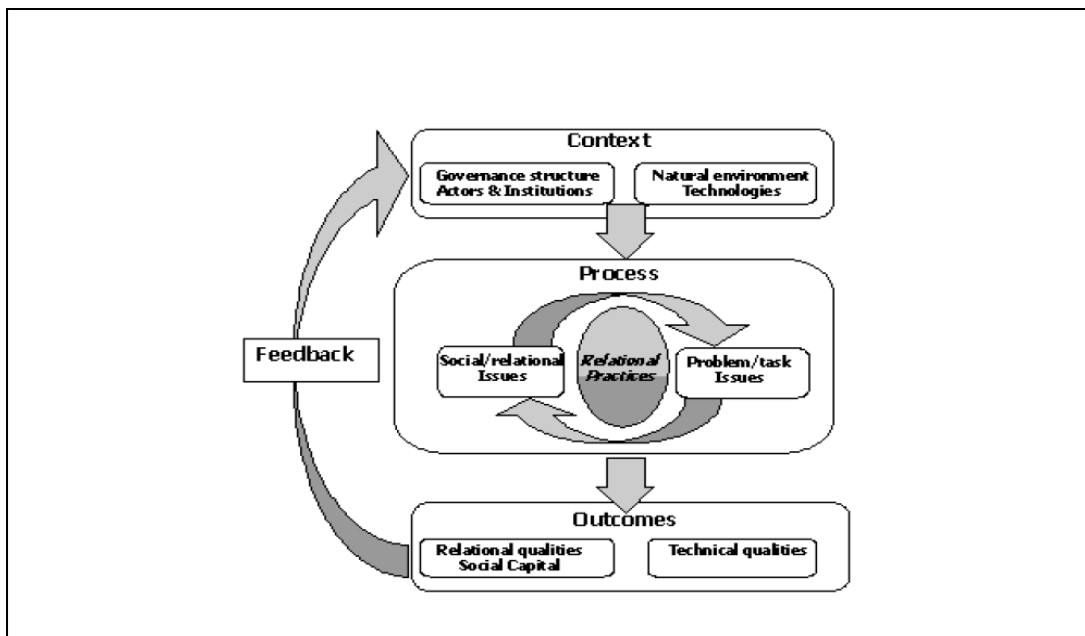 Context
Governance structure
Actors & Institutions
Natural environment
Technologies
Process
Feedback
Social/relational
Issues
Relational
Practices
Problem/task
Issues
Outcomes
Relational qualities
Social Capital
Technical qualities